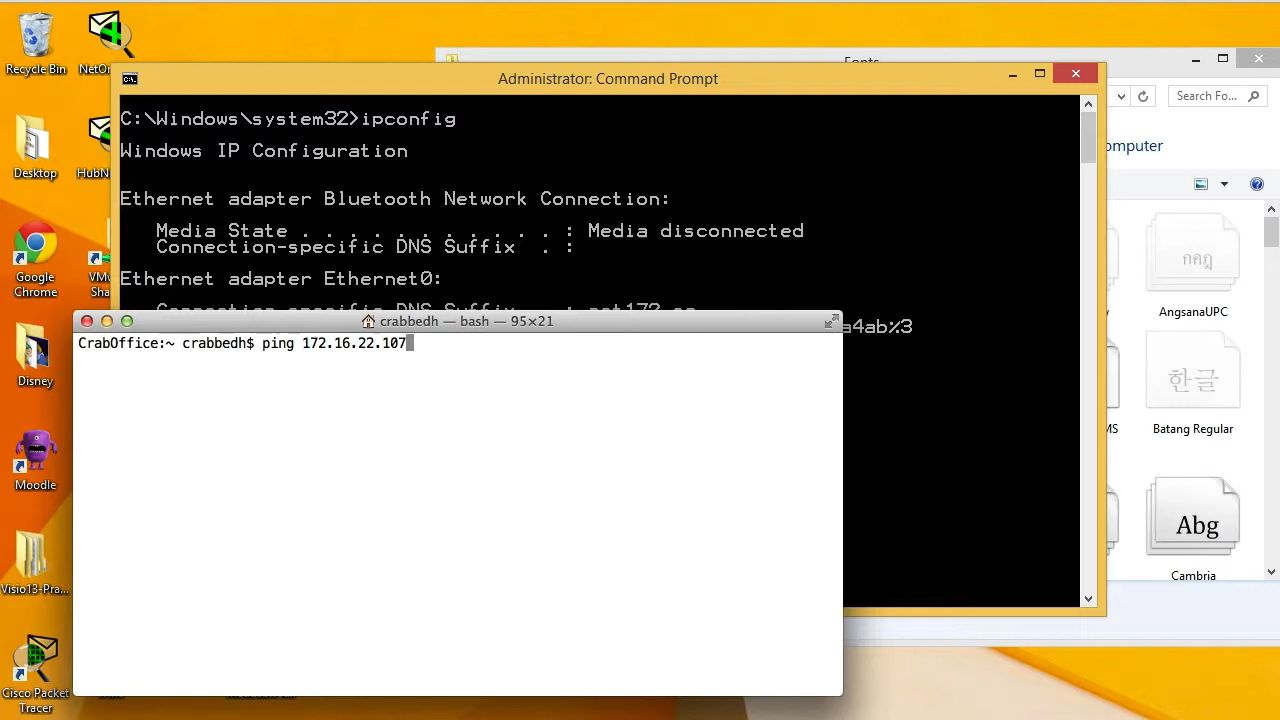 Recycle Bin
Desktop
Google
Chrome
Disney
Moodle
Visio13-Pra...
Cisco Packet
Tracer
Administrator: Command Prompt
C:\Windows\system32>ipconfig
Windows IP Configuration
Ethernet adapter Bluetooth Network Connection:
Media State . . . . . . . . . . . : Media disconnected
Connection-specific DNS Suffix . :
Ethernet adapter Ethernet0:
a4ab%3
crabbedh — bash — 95×21
CrabOffice:~ crabbedh$ ping 172.16.22.107
Search Fo...
กคฎ
AngsanaUPC
한글
Batang Regular
Abg
Cambria